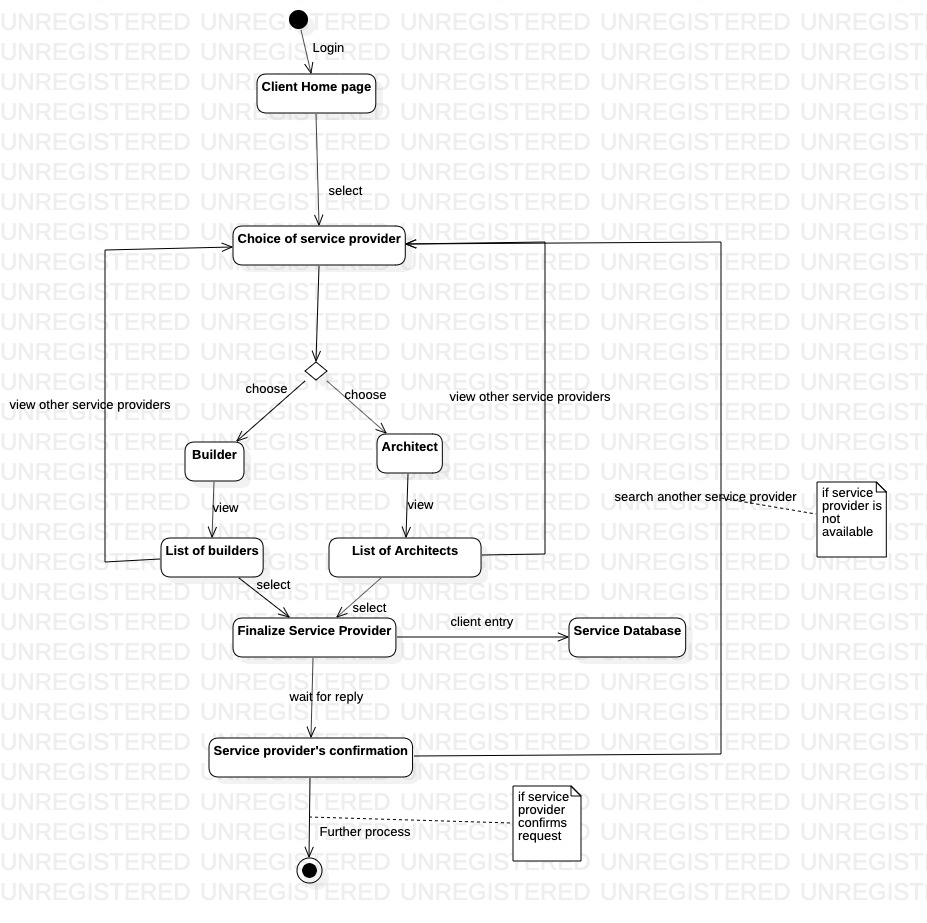 Login
Client Home page
select
Choice of service provider
choose
choose
view other service providers
view other service providers
Builder
Architect
search another service provider
if service
provider is
not
available
view
view
List of builders
List of Architects
select
select
Finalize Service Provider
client entry
Service Database
wait for reply
Service provider's confirmation
if service
provider
confirms
request
Further process
UNREGISTERED UNREGISTERED UNREGISTERED UNREGISTERED UNREGISTERED